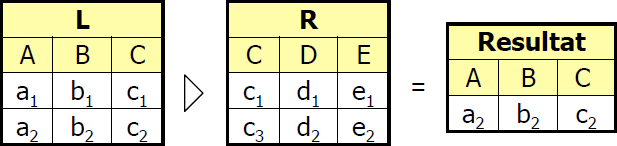 L
A B C
a₁ b₁ c₁
a₂ b₂ c₂
▷
R
C D E
c₁ d₁ e₁
c₃ d₂ e₂
=
Resultat
A B C
a₂ b₂ c₂